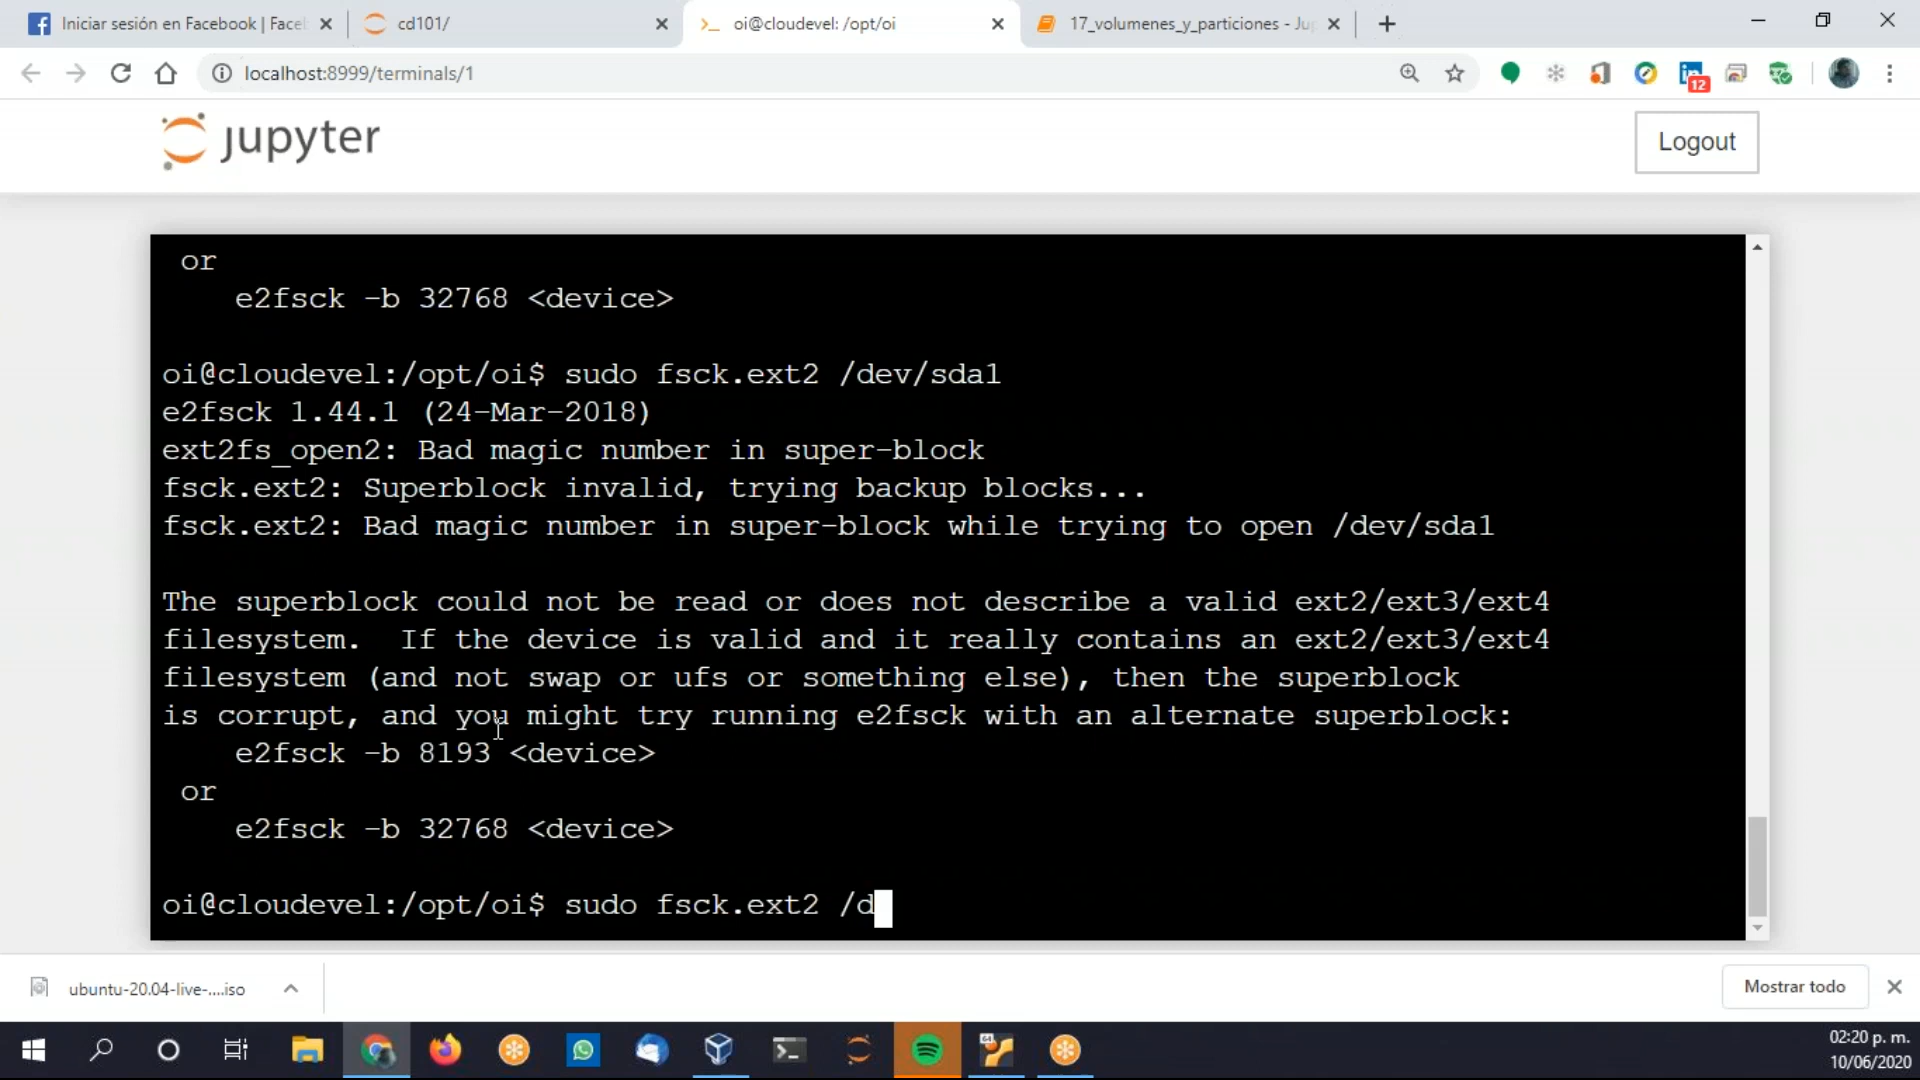 Iniciar sesión en Facebook | Face
cd101/
oi@cloudevel: /opt/oi
17_volumenes_y_particiones - Ju
localhost:8999/terminals/1
12
jupyter
Logout
or
e2fsck -b 32768 <device>
oi@cloudevel:/opt/oi$ sudo fsck.ext2 /dev/sda1
e2fsck 1.44.1 (24-Mar-2018)
ext2fs_open2: Bad magic number in super-block
fsck.ext2: Superblock invalid, trying backup blocks...
fsck.ext2: Bad magic number in super-block while trying to open /dev/sda1
The superblock could not be read or does not describe a valid ext2/ext3/ext4
filesystem.  If the device is valid and it really contains an ext2/ext3/ext4
filesystem (and not swap or ufs or something else), then the superblock
is corrupt, and you might try running e2fsck with an alternate superblock:
e2fsck -b 8193 <device>
or
e2fsck -b 32768 <device>
oi@cloudevel:/opt/oi$ sudo fsck.ext2 /d
ubuntu-20.04-live-....iso
Mostrar todo
64
02:20 p. m.
10/06/2020